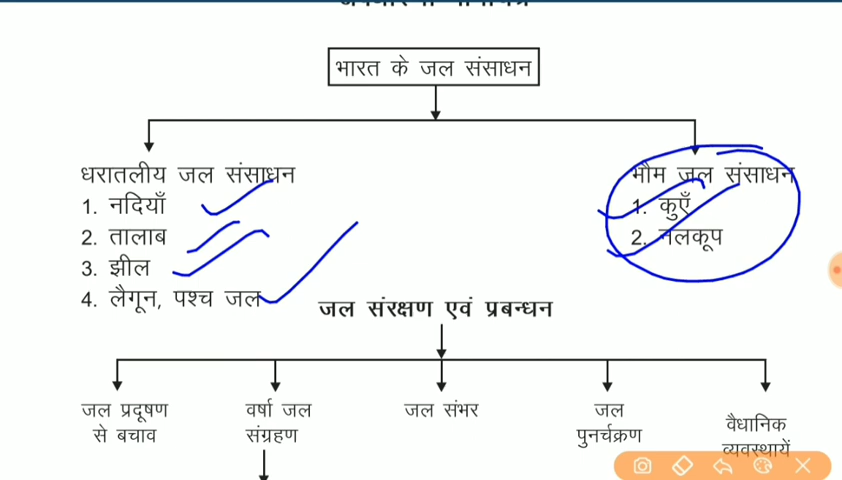 भारत के जल संसाधन
धरातलीय जल संसाधन
1. नदियाँ
2. तालाब
3. झील
4. लैगून, पश्च जल
भौम जल संसाधन
1. कुएँ
2. नलकूप
जल संरक्षण एवं प्रबन्धन
जल प्रदूषण
से बचाव
वर्षा जल
संग्रहण
जल संभर
जल
पुनर्चक्रण
वैधानिक
व्यवस्थायें